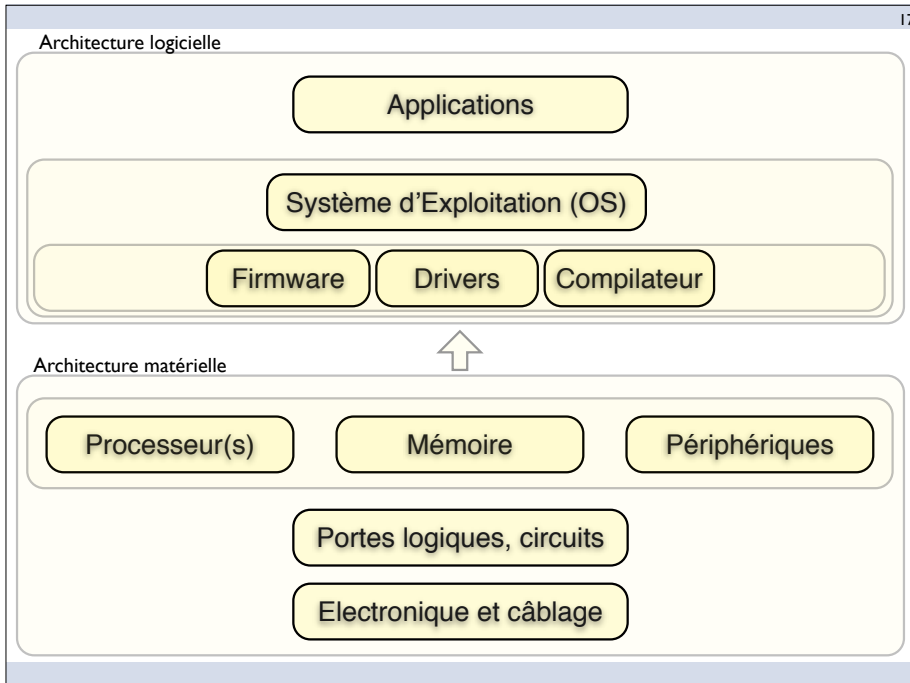 17
Architecture logicielle
Applications
Système d'Exploitation (OS)
Firmware Drivers Compilateur
Architecture matérielle
Processeur(s) Mémoire Périphériques
Portes logiques, circuits
Electronique et câblage